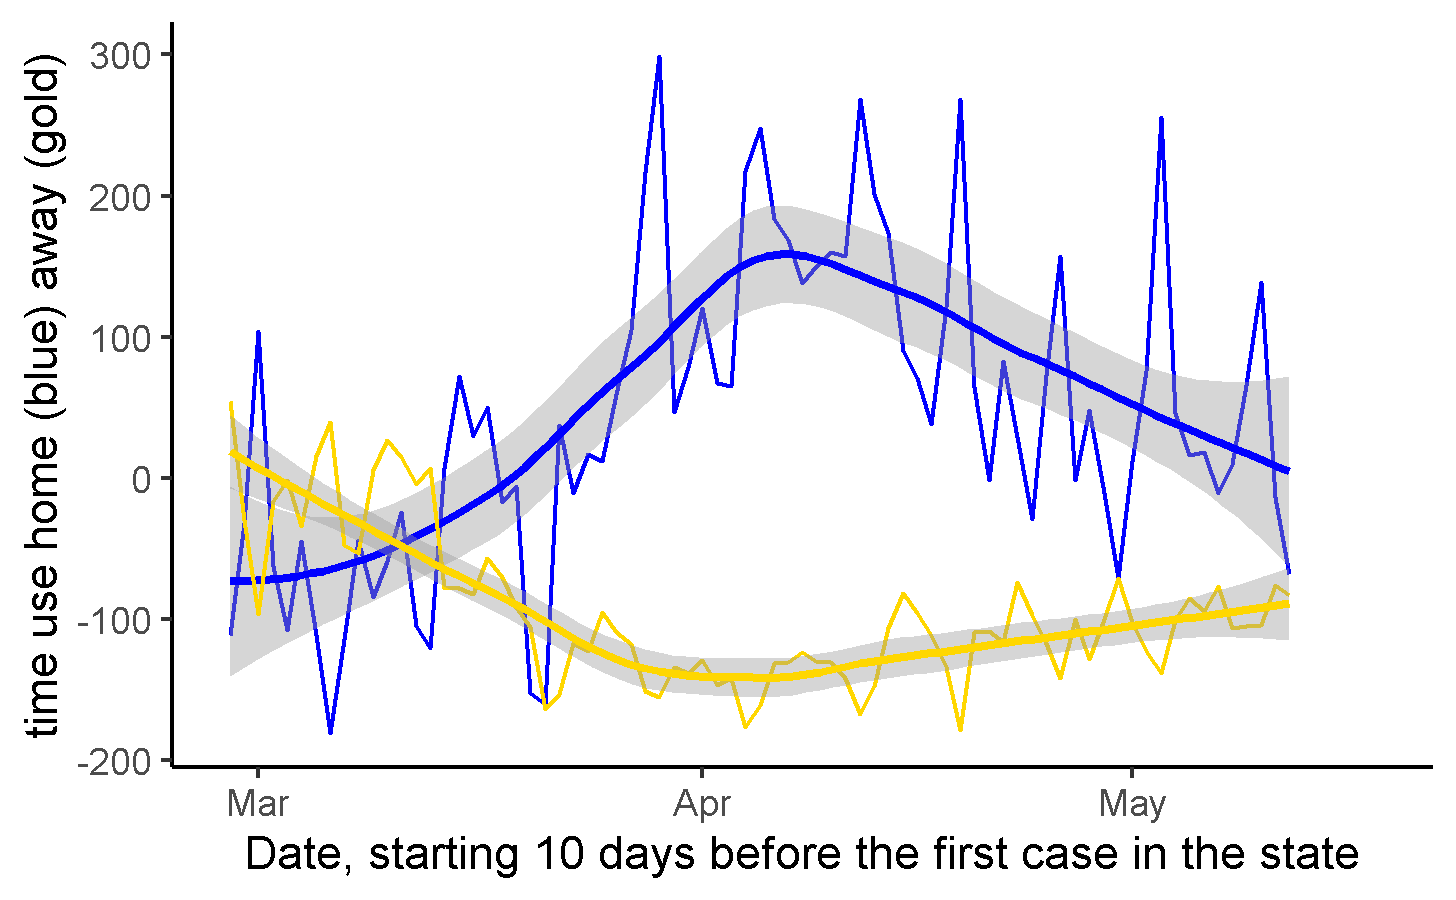 time use home (blue) away (gold)
300
200
100
0
-100
-200
Mar
Apr
May
Date, starting 10 days before the first case in the state